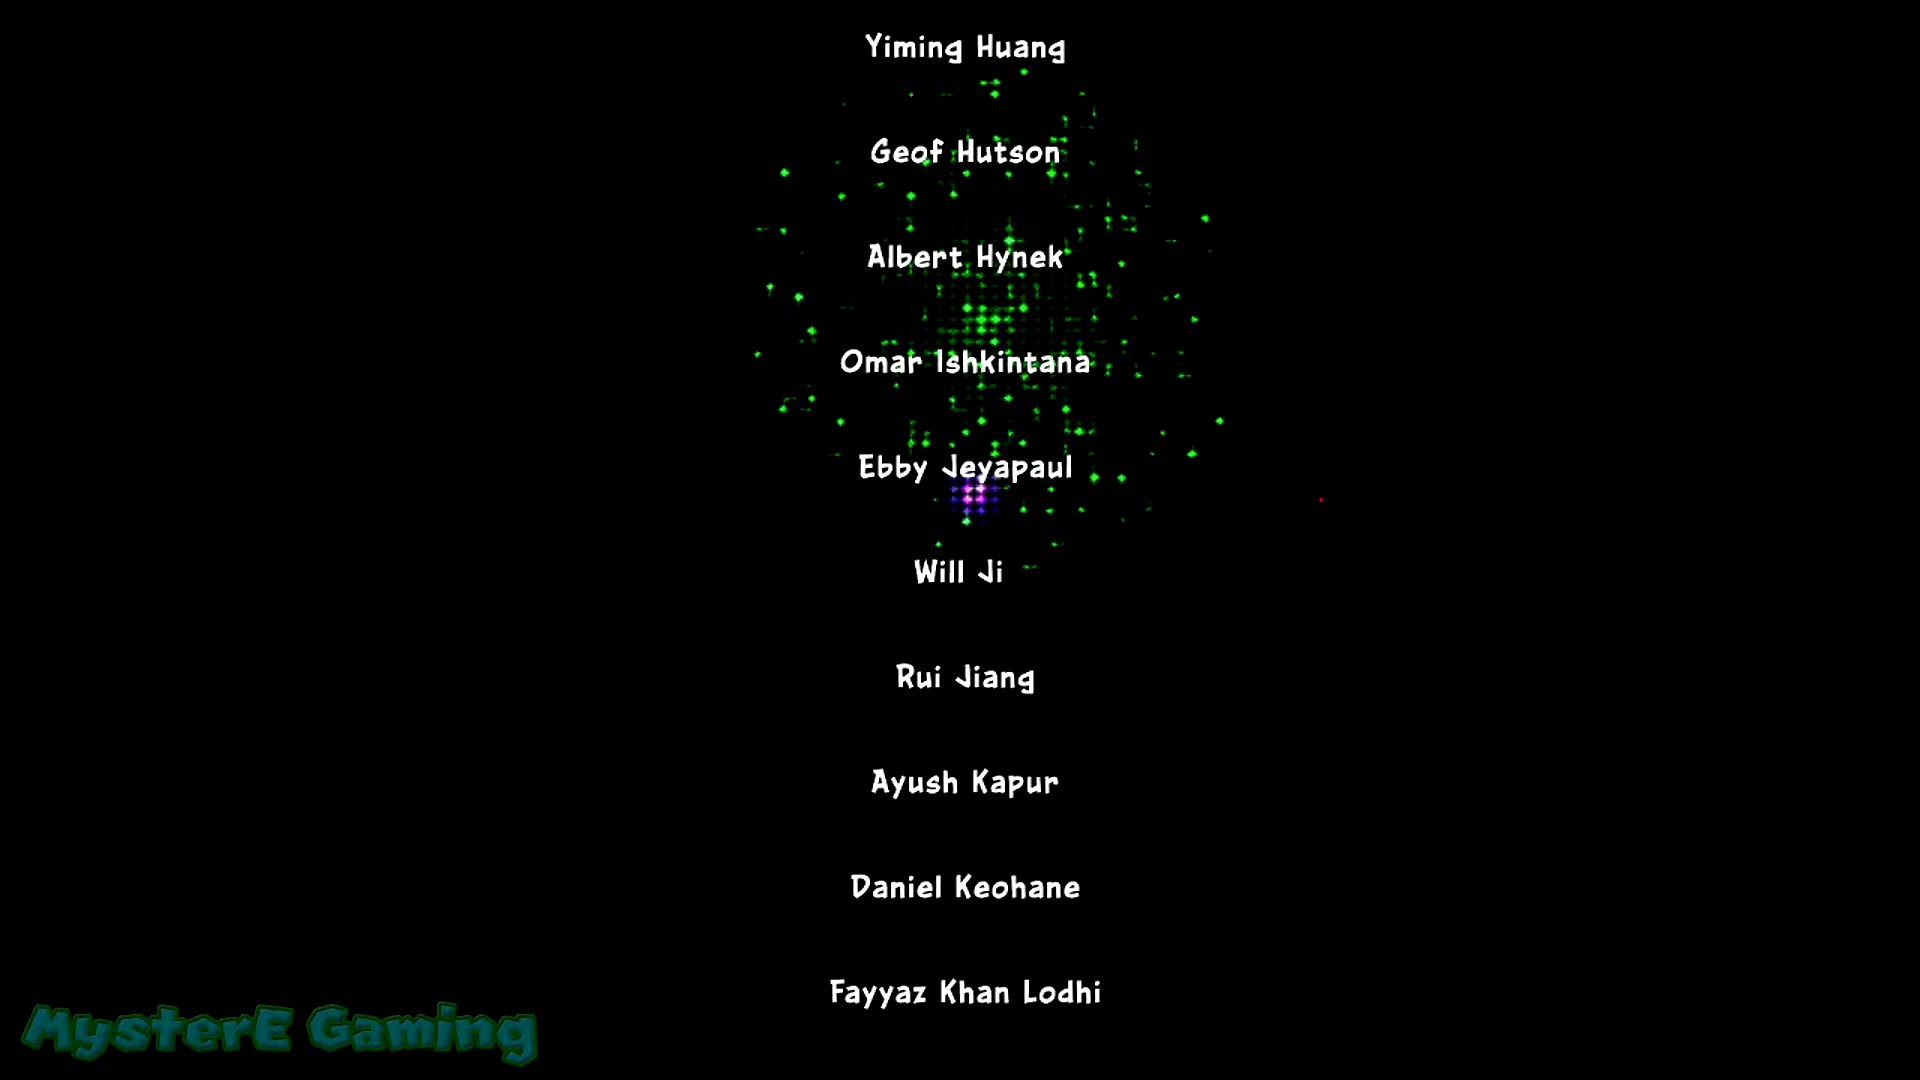 Yiming Huang
Geof Hutson
Albert Hynek
Omar Ishkintana
Ebby Jeyapaul
Will Ji
Rui Jiang
Ayush Kapur
Daniel Keohane
Fayyaz Khan Lodhi
MysterE Gaming